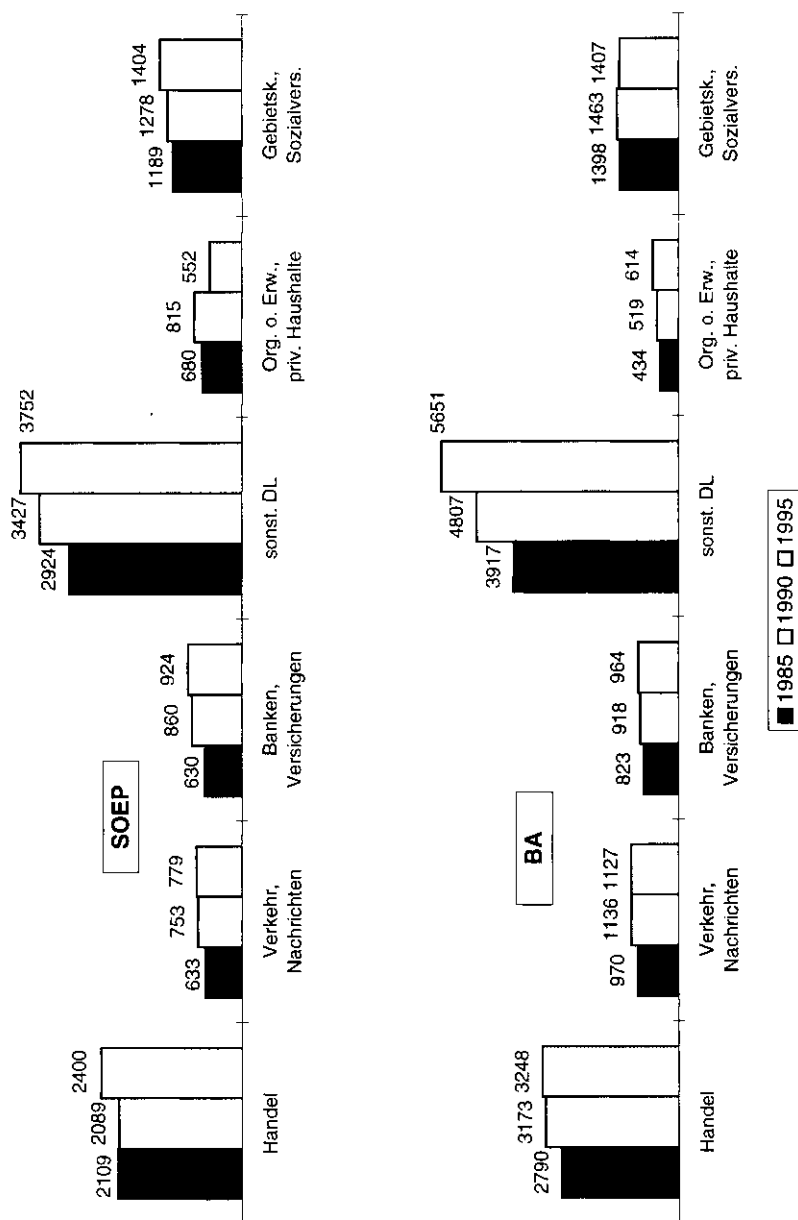 SOEP
2109 2089 2400
633 753 779
630 860 924
2924 3427 3752
680 815 552
1189 1278 1404
Handel
Verkehr,
Nachrichten
Banken,
Versicherungen
sonst. DL
Org. o. Erw.,
priv. Haushalte
Gebietsk.,
Sozialvers.
BA
2790 3173 3248
970 1136 1127
823 918 964
3917 4807 5651
434 519 614
1398 1463 1407
Handel
Verkehr,
Nachrichten
Banken,
Versicherungen
sonst. DL
Org. o. Erw.,
priv. Haushalte
Gebietsk.,
Sozialvers.
1985 1990 1995